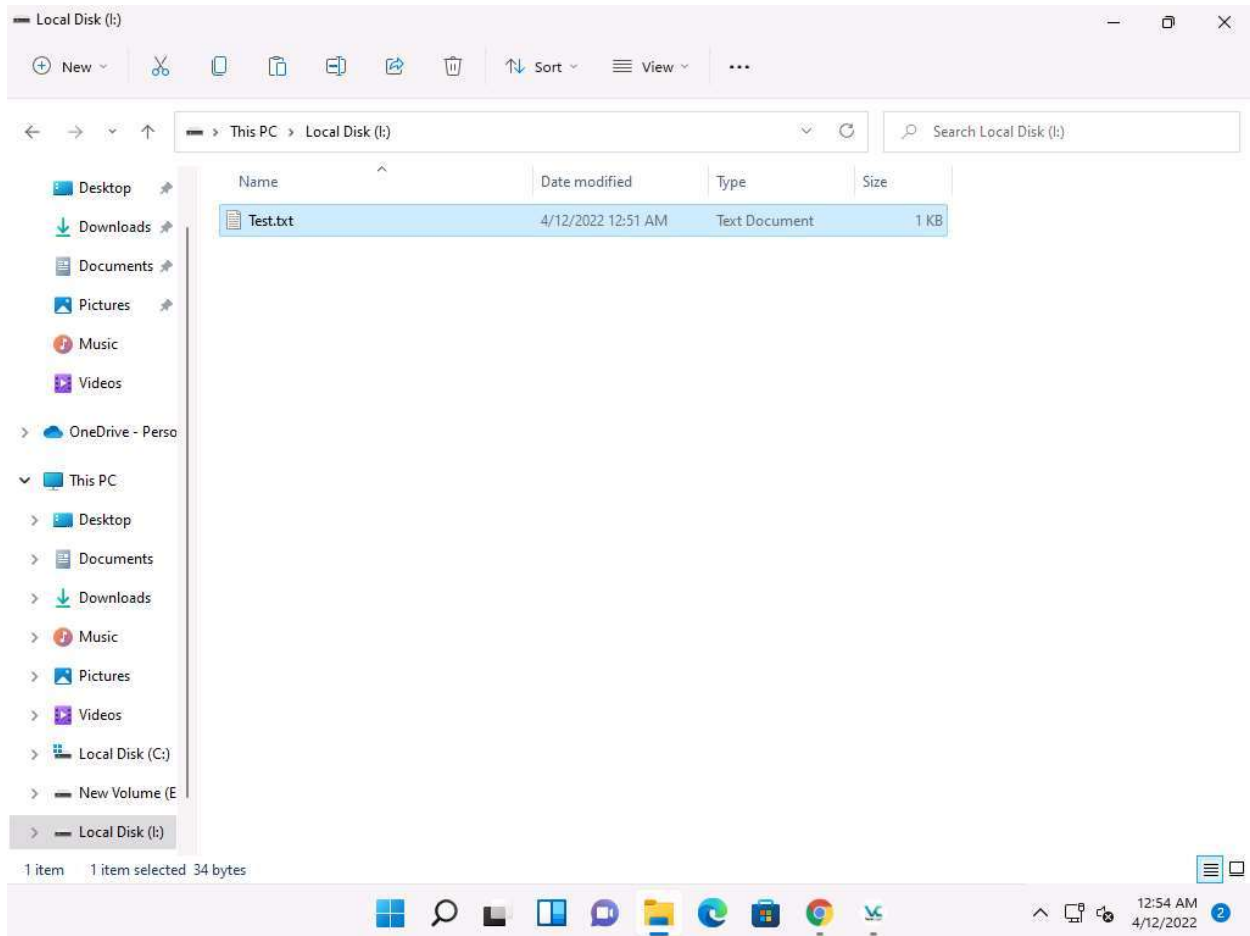 Local Disk (I:)
New Sort View
This PC > Local Disk (I:)
Search Local Disk (I:)
Name Date modified Type Size
Test.txt 4/12/2022 12:51 AM Text Document 1 KB
Desktop
Downloads
Documents
Pictures
Music
Videos
OneDrive - Perso
This PC
Desktop
Documents
Downloads
Music
Pictures
Videos
Local Disk (C:)
New Volume (E
Local Disk (I:)
1 item 1 item selected 34 bytes
12:54 AM
4/12/2022
2